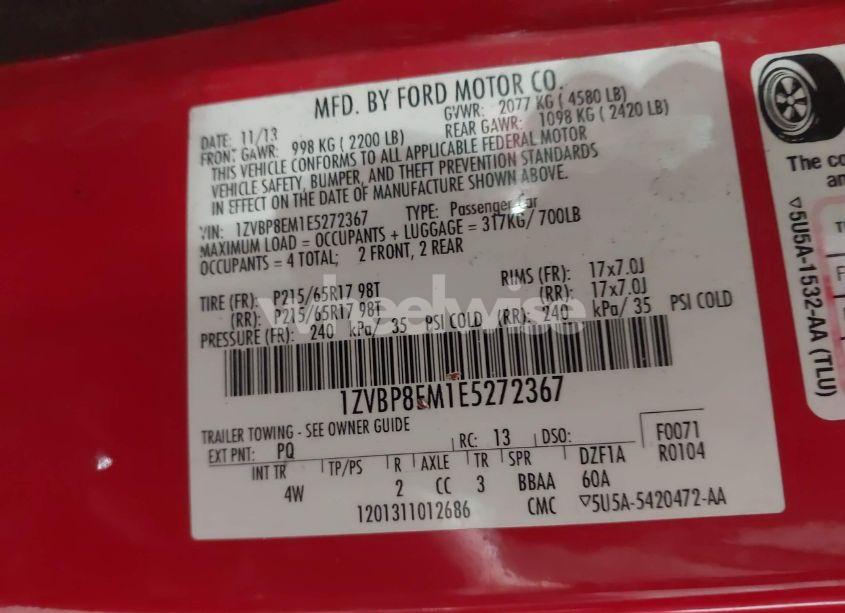 MFD. BY FORD MOTOR CO.
DATE: 11/13 GVWR: 2077 KG ( 4580 LB)
FRONT GAWR: 998 KG ( 2200 LB) REAR GAWR: 1098 KG ( 2420 LB)
THIS VEHICLE CONFORMS TO ALL APPLICABLE FEDERAL MOTOR
VEHICLE SAFETY, BUMPER, AND THEFT PREVENTION STANDARDS
IN EFFECT ON THE DATE OF MANUFACTURE SHOWN ABOVE.
VIN: 1ZVBP8EM1E5272367 TYPE: Passenger Car
MAXIMUM LOAD = OCCUPANTS + LUGGAGE = 317KG/ 700LB
OCCUPANTS = 4 TOTAL; 2 FRONT, 2 REAR
TIRE (FR): P215/65R17 98T RIMS (FR): 17x7.0J
(RR): P215/65R17 98T (RR): 17x7.0J
PRESSURE (FR): 240 kPa/ 35 PSI COLD (RR): 240 kPa/ 35 PSI COLD
wheelwise
1ZVBP8EM1E5272367
TRAILER TOWING - SEE OWNER GUIDE
EXT PNT: PQ RC: 13 DSO: F0071
INT TR TP/PS R AXLE TR SPR DZF1A R0104
4W 2 CC 3 BBAA 60A
1201311012686 CMC ▽5U5A-5420472-AA
The co
an
▽5U5A-1532-AA (TLU)